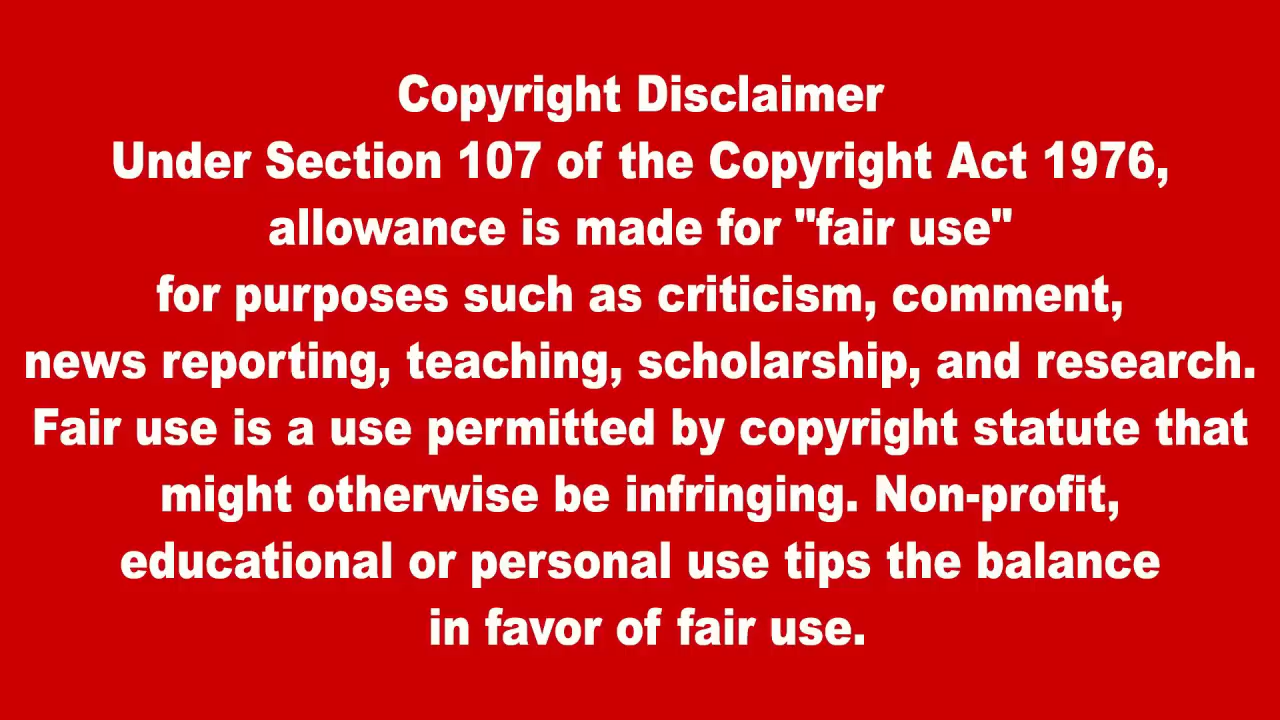 Copyright Disclaimer
Under Section 107 of the Copyright Act 1976,
allowance is made for "fair use"
for purposes such as criticism, comment,
news reporting, teaching, scholarship, and research.
Fair use is a use permitted by copyright statute that
might otherwise be infringing. Non-profit,
educational or personal use tips the balance
in favor of fair use.